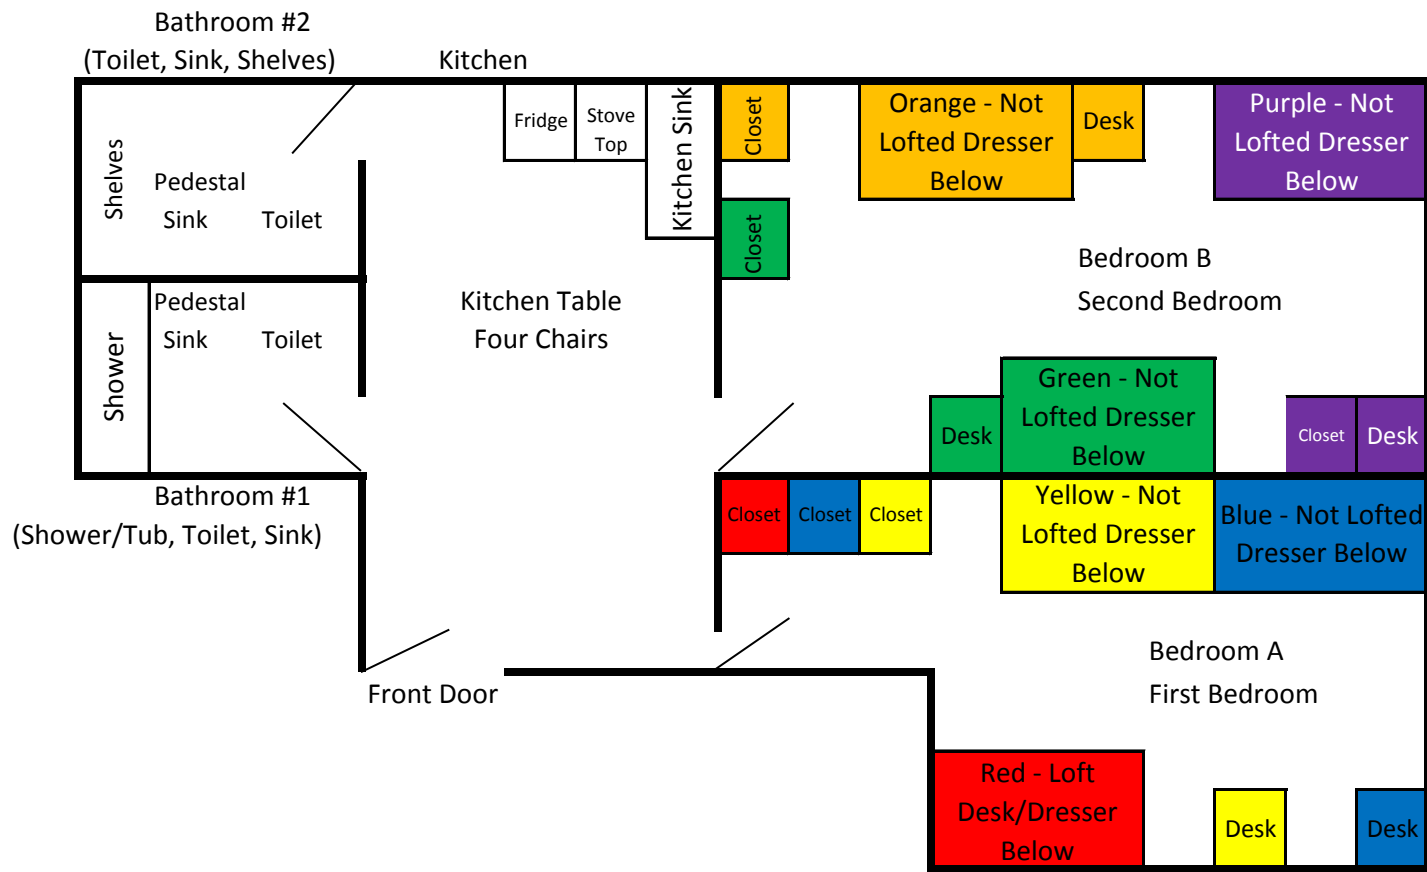 Bathroom #2
(Toilet, Sink, Shelves)
Kitchen
Shelves
Pedestal
Sink
Toilet
Fridge
Stove
Top
Kitchen Sink
Closet
Orange - Not
Lofted Dresser
Below
Desk
Purple - Not
Lofted Dresser
Below
Closet
Bedroom B
Second Bedroom
Shower
Pedestal
Sink
Toilet
Kitchen Table
Four Chairs
Desk
Green - Not
Lofted Dresser
Below
Closet
Desk
Bathroom #1
(Shower/Tub, Toilet, Sink)
Closet
Closet
Closet
Yellow - Not
Lofted Dresser
Below
Blue - Not Lofted
Dresser Below
Bedroom A
First Bedroom
Front Door
Red - Loft
Desk/Dresser
Below
Desk
Desk